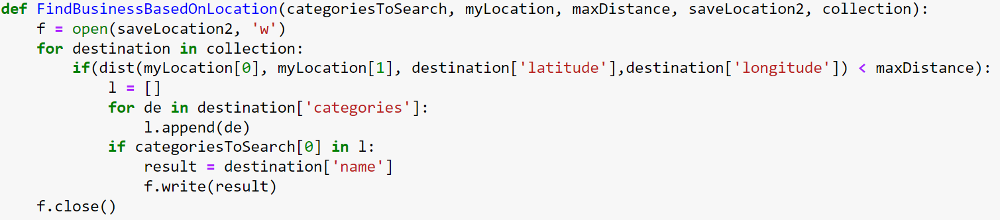 def FindBusinessBasedOnLocation(categoriesToSearch, myLocation, maxDistance, saveLocation2, collection):
    f = open(saveLocation2, 'w')
    for destination in collection:
        if(dist(myLocation[0], myLocation[1], destination['latitude'],destination['longitude']) < maxDistance):
            l = []
            for de in destination['categories']:
                l.append(de)
            if categoriesToSearch[0] in l:
                result = destination['name']
                f.write(result)
    f.close()